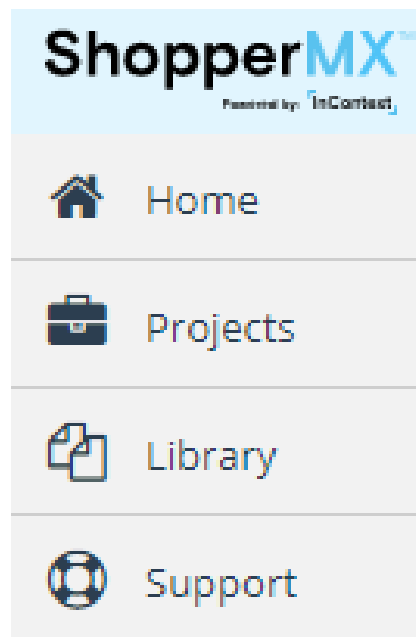 ShopperMX™
Powered by: InContext
Home
Projects
Library
Support